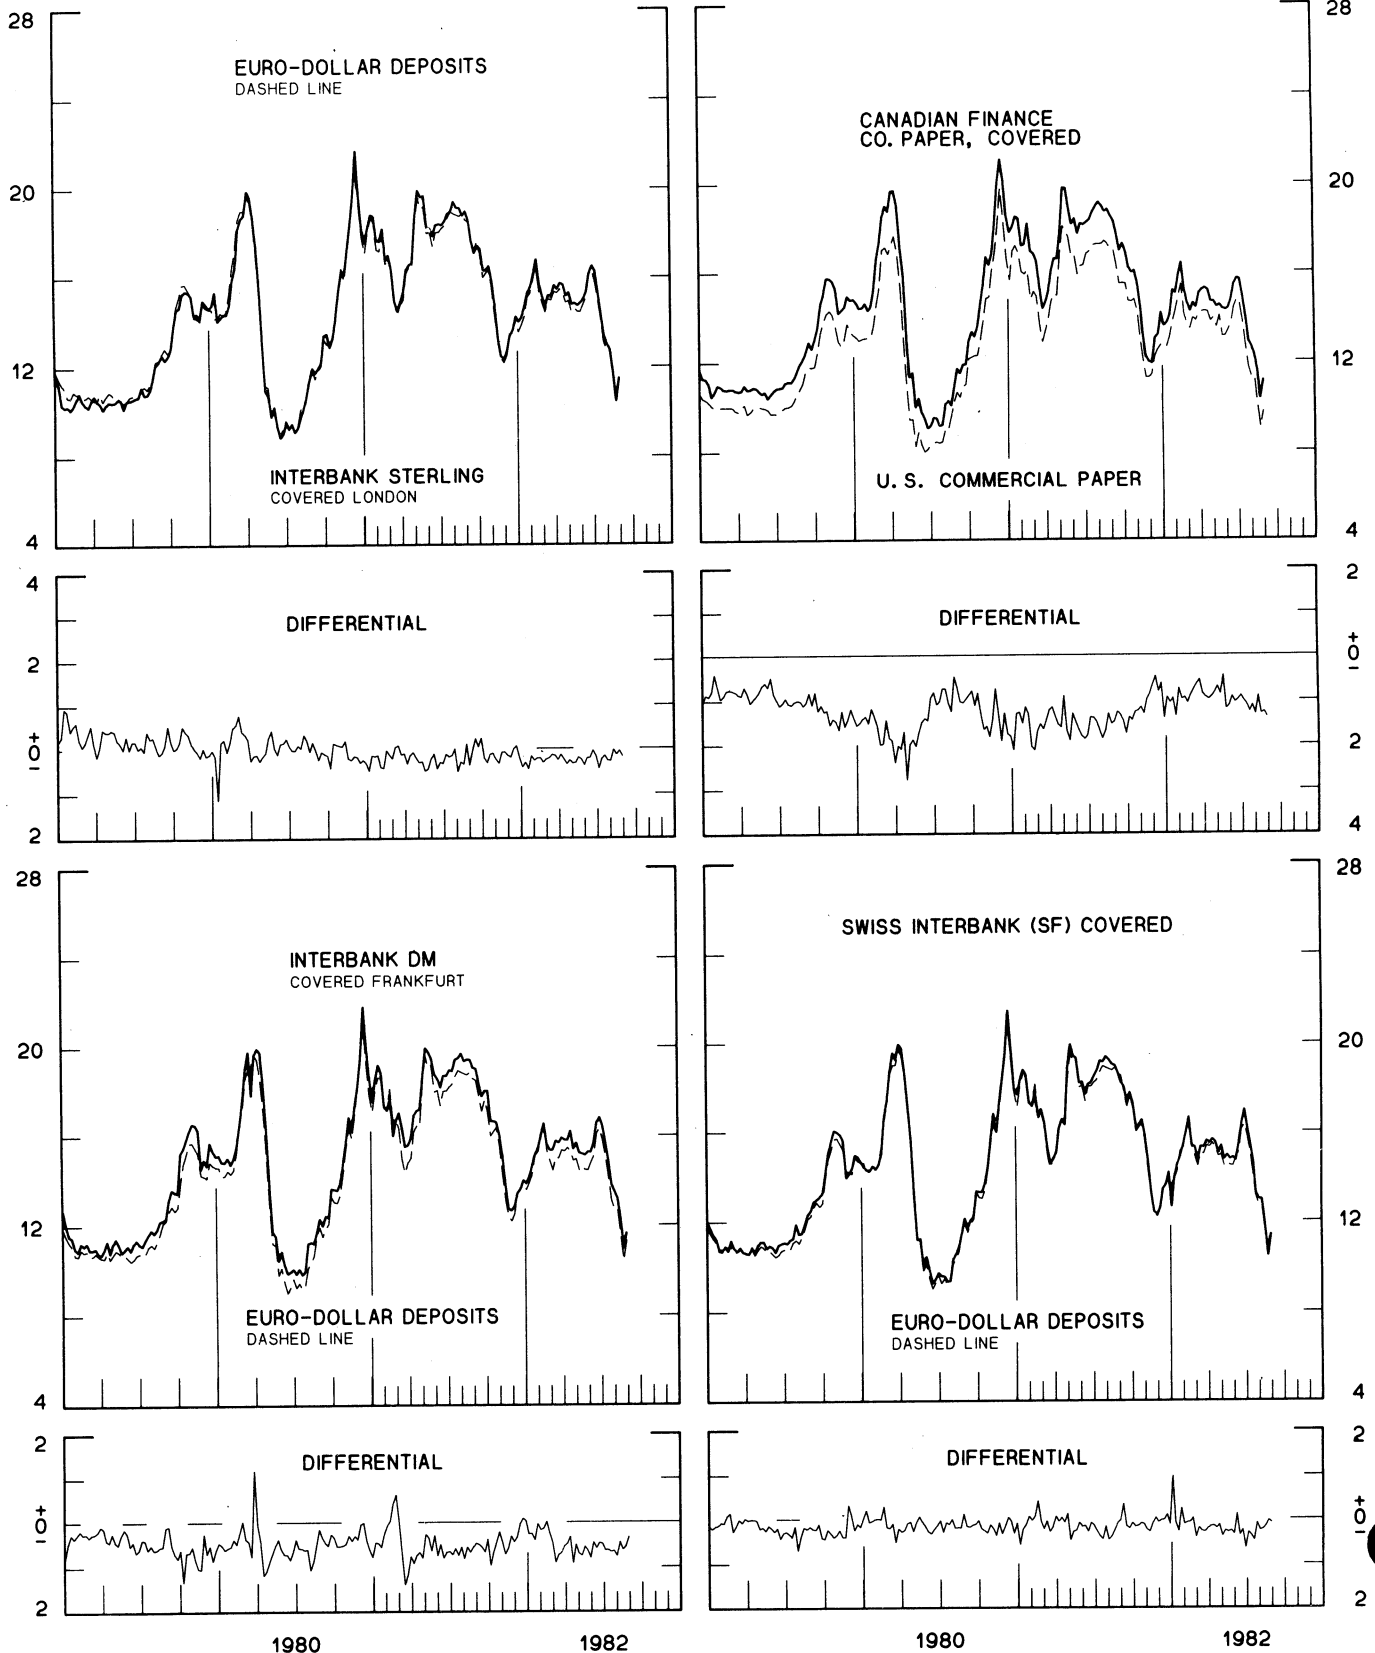 28
EURO-DOLLAR DEPOSITS
DASHED LINE
20
12
INTERBANK STERLING
COVERED LONDON
4
28
CANADIAN FINANCE
CO. PAPER, COVERED
20
12
U. S. COMMERCIAL PAPER
4
4
DIFFERENTIAL
2
+
0
−
2
2
DIFFERENTIAL
+
0
−
2
4
28
INTERBANK DM
COVERED FRANKFURT
20
12
EURO-DOLLAR DEPOSITS
DASHED LINE
4
28
SWISS INTERBANK (SF) COVERED
20
12
EURO-DOLLAR DEPOSITS
DASHED LINE
4
2
DIFFERENTIAL
+
0
−
2
1980 1982
2
DIFFERENTIAL
+
0
−
2
1980 1982